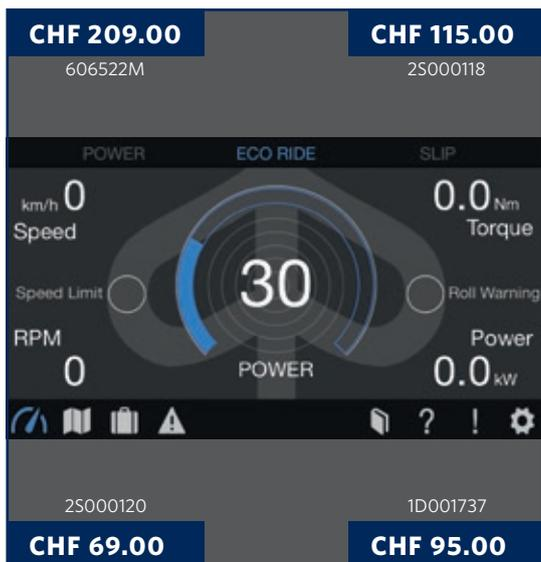 CHF 209.00 CHF 115.00
606522M 2S000118
POWER ECO RIDE SLIP
km/h 0 0.0 Nm
Speed Torque
30
Speed Limit Roll Warning
RPM Power
0 POWER 0.0 kW
? !
2S000120 1D001737
CHF 69.00 CHF 95.00